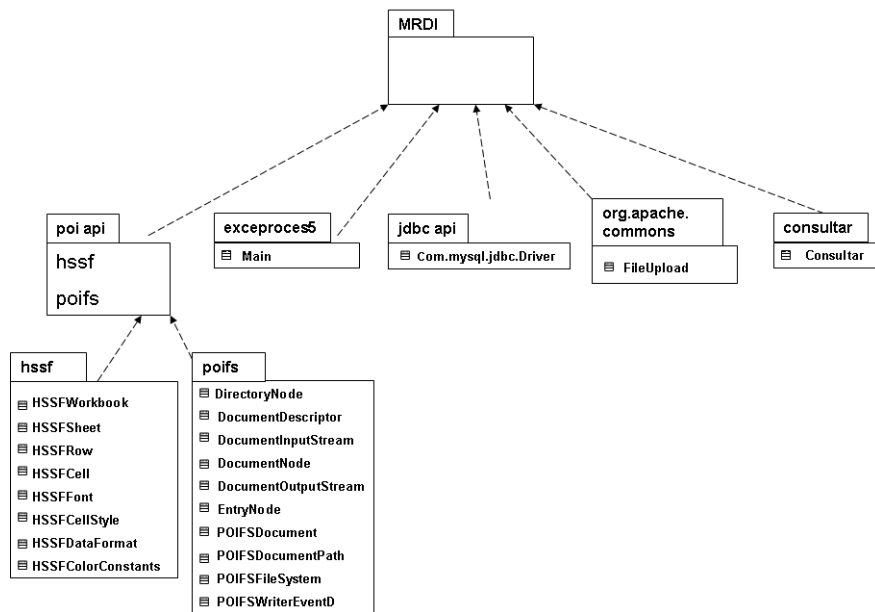 MRDI
poi api
hssf
poifs
exceproces5
Main
jdbc api
Com.mysql.jdbc.Driver
org.apache.
commons
FileUpload
consultar
Consultar
hssf
HSSFWorkbook
HSSFSheet
HSSFRow
HSSFCell
HSSFFont
HSSFCellStyle
HSSFDataFormat
HSSFColorConstants
poifs
DirectoryNode
DocumentDescriptor
DocumentInputStream
DocumentNode
DocumentOutputStream
EntryNode
POIFSDocument
POIFSDocumentPath
POIFSFileSystem
POIFSWriterEventD